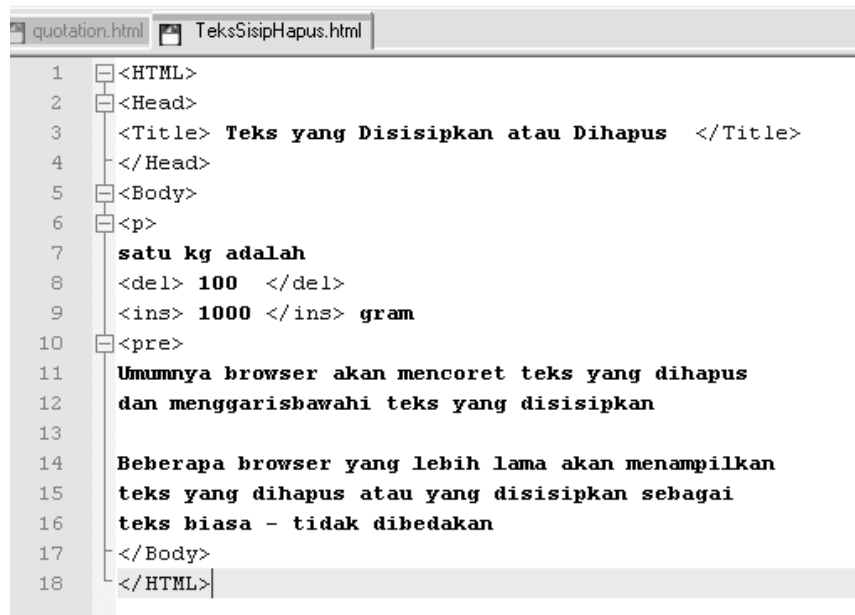 quotation.html TeksSisipHapus.html
1 <HTML>
2 <Head>
3 <Title> Teks yang Disisipkan atau Dihapus  </Title>
4 </Head>
5 <Body>
6 <p>
7 satu kg adalah
8 <del> 100  </del>
9 <ins> 1000 </ins> gram
10 <pre>
11 Umumnya browser akan mencoret teks yang dihapus
12 dan menggarisbawahi teks yang disisipkan
13
14 Beberapa browser yang lebih lama akan menampilkan
15 teks yang dihapus atau yang disisipkan sebagai
16 teks biasa - tidak dibedakan
17 </Body>
18 </HTML>